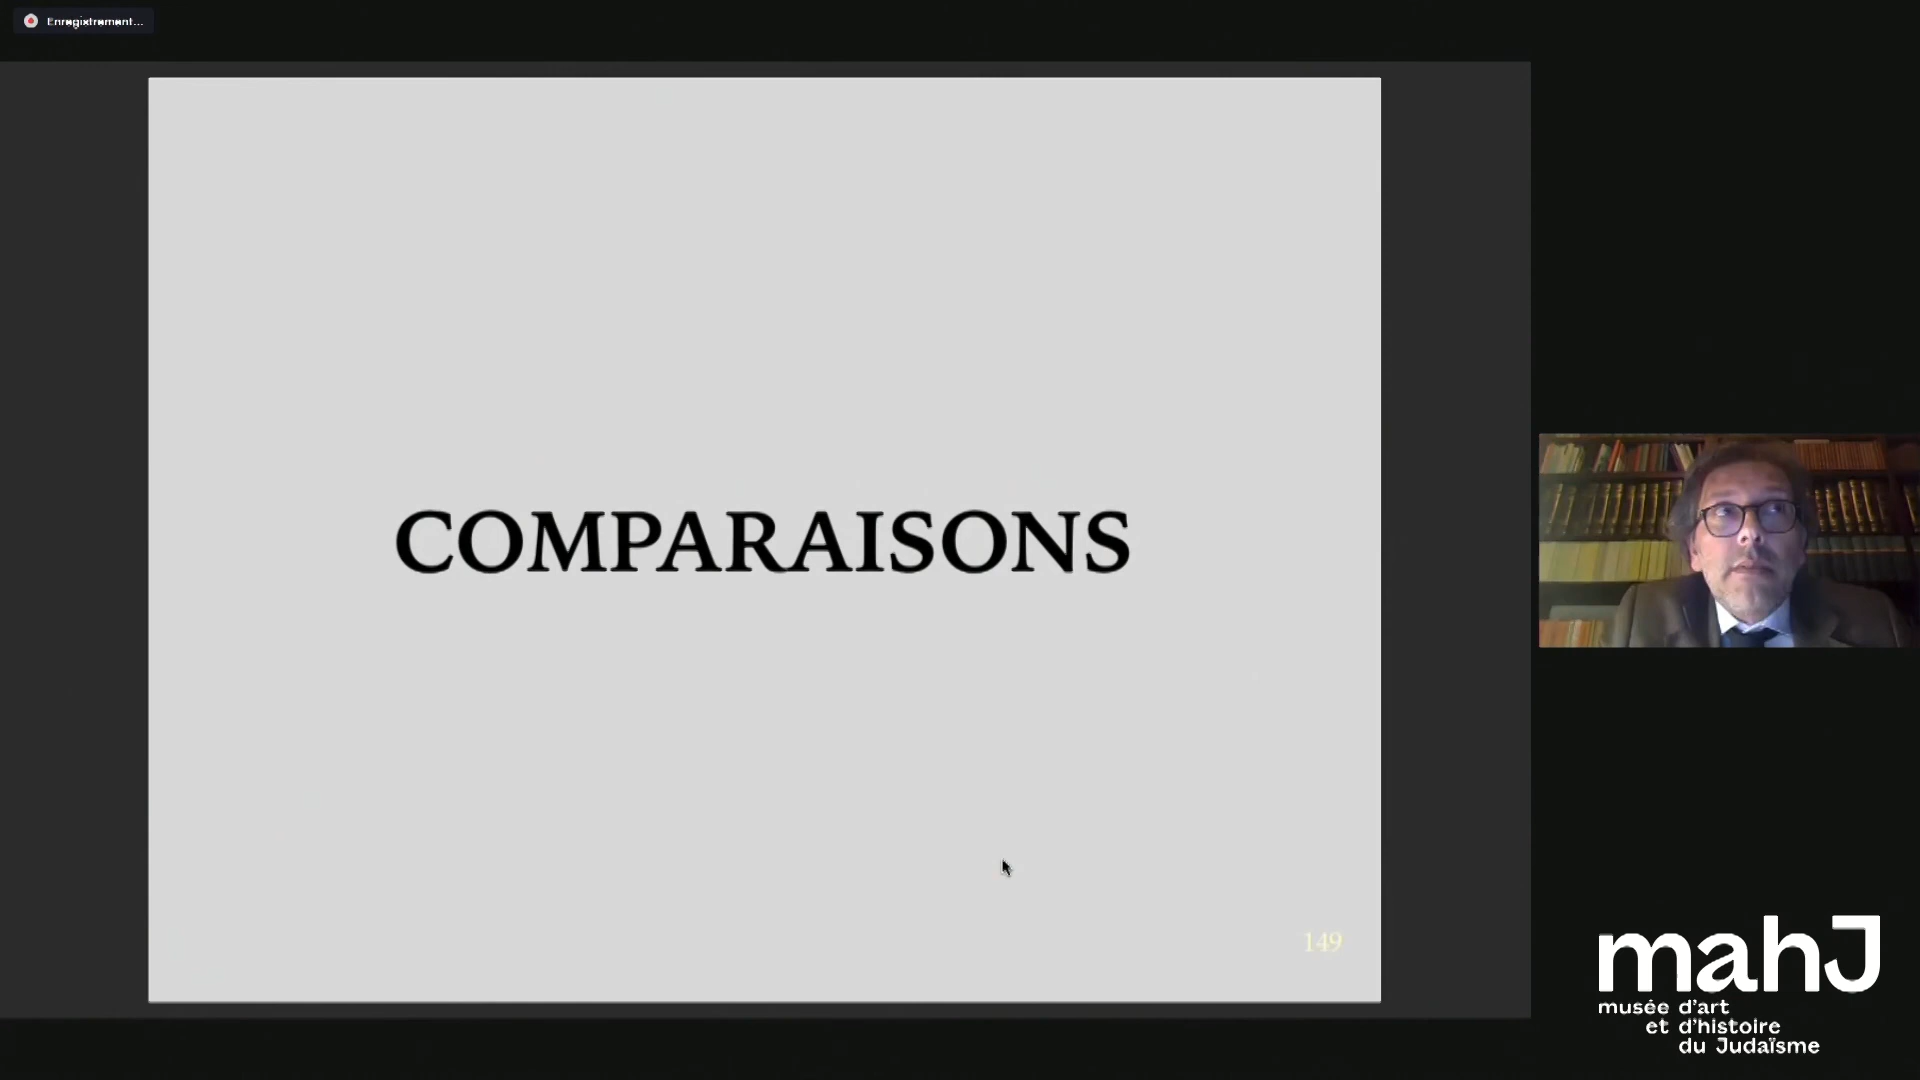 Enregistrement...
COMPARAISONS
149
mahJ
musée d'art
et d'histoire
du Judaïsme